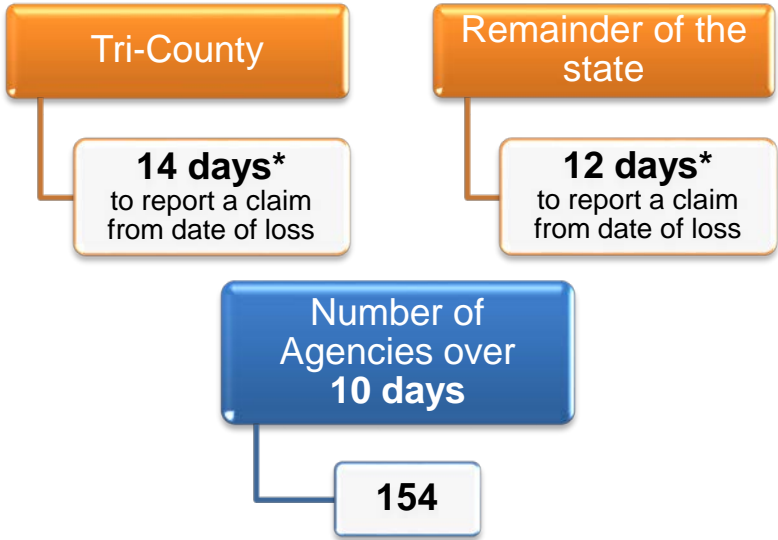 Tri-County
14 days*
to report a claim
from date of loss
Remainder of the
state
12 days*
to report a claim
from date of loss
Number of
Agencies over
10 days
154